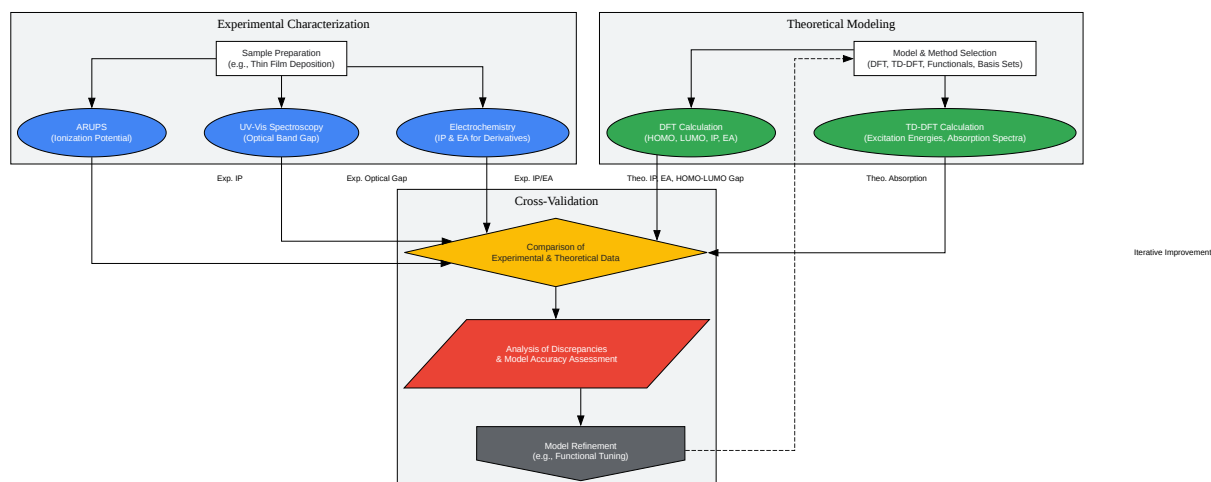 Experimental Characterization
Theoretical Modeling
Sample Preparation
(e.g., Thin Film Deposition)
Model & Method Selection
(DFT, TD-DFT, Functionals, Basis Sets)
ARUPS
(Ionization Potential)
UV-Vis Spectroscopy
(Optical Band Gap)
Electrochemistry
(IP & EA for Derivatives)
DFT Calculation
(HOMO, LUMO, IP, EA)
TD-DFT Calculation
(Excitation Energies, Absorption Spectra)
Exp. IP
Exp. Optical Gap
Exp. IP/EA
Theo. IP, EA, HOMO-LUMO Gap
Theo. Absorption
Cross-Validation
Comparison of
Experimental & Theoretical Data
Iterative Improvement
Analysis of Discrepancies
& Model Accuracy Assessment
Model Refinement
(e.g., Functional Tuning)